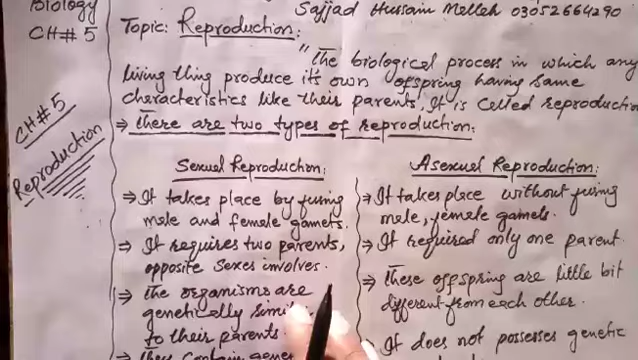 Biology
CH# 5
Sajjad Hussain Melleh 03052664290
Topic: Reproduction:
"The biological process in which any
living thing produce it's own offspring having same
characteristics like their parents, It is called reproduction
⇒ there are two types of reproduction:
CH# 5
Reproduction
Sexual Reproduction:
⇒ It takes place by fusing
male and female gamets.
⇒ It requires two parents,
opposite sexes involves.
⇒ The organisms are
genetically
to their parents.
⇒ they contain
Asexual Reproduction:
⇒ It takes place without fusing
male, female gamets.
⇒ It required only one parent.
⇒ These offspring are little bit
different from each other.
It does not possesses genetic